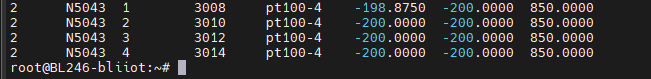 2 N5043 1 3008 pt100-4 -198.8750 -200.0000 850.0000
2 N5043 2 3010 pt100-4 -200.0000 -200.0000 850.0000
2 N5043 3 3012 pt100-4 -200.0000 -200.0000 850.0000
2 N5043 4 3014 pt100-4 -200.0000 -200.0000 850.0000
root@BL246-bliiot:~#